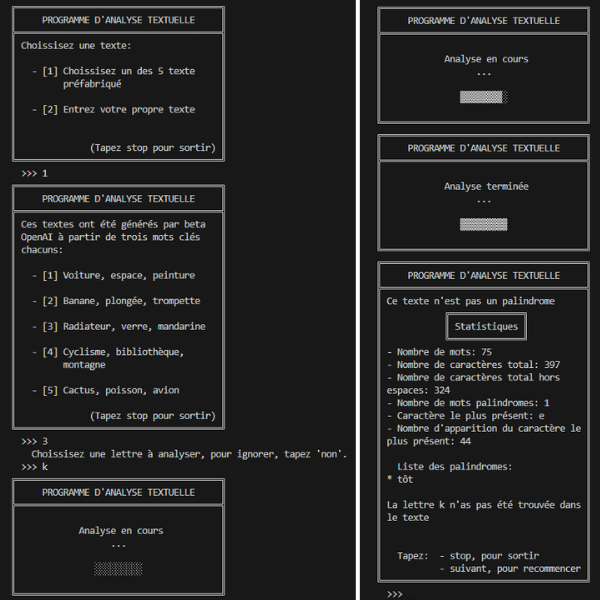 PROGRAMME D'ANALYSE TEXTUELLE
Choissisez une texte:
- [1] Choissisez un des 5 texte
préfabriqué
- [2] Entrez votre propre texte
(Tapez stop pour sortir)
>>> 1
PROGRAMME D'ANALYSE TEXTUELLE
Ces textes ont été générés par beta
OpenAI à partir de trois mots clés
chacuns:
- [1] Voiture, espace, peinture
- [2] Banane, plongée, trompette
- [3] Radiateur, verre, mandarine
- [4] Cyclisme, bibliothèque,
montagne
- [5] Cactus, poisson, avion
(Tapez stop pour sortir)
>>> 3
Choissisez une lettre à analyser, pour ignorer, tapez 'non'.
>>> k
PROGRAMME D'ANALYSE TEXTUELLE
Analyse en cours
...
PROGRAMME D'ANALYSE TEXTUELLE
Analyse en cours
...
PROGRAMME D'ANALYSE TEXTUELLE
Analyse terminée
...
PROGRAMME D'ANALYSE TEXTUELLE
Ce texte n'est pas un palindrome
Statistiques
- Nombre de mots: 75
- Nombre de caractères total: 397
- Nombre de caractères total hors
espaces: 324
- Nombre de mots palindromes: 1
- Caractère le plus présent: e
- Nombre d'apparition du caractère le
plus présent: 44
Liste des palindromes:
* tôt
La lettre k n'as pas été trouvée dans
le texte
Tapez: - stop, pour sortir
- suivant, pour recommencer
>>>